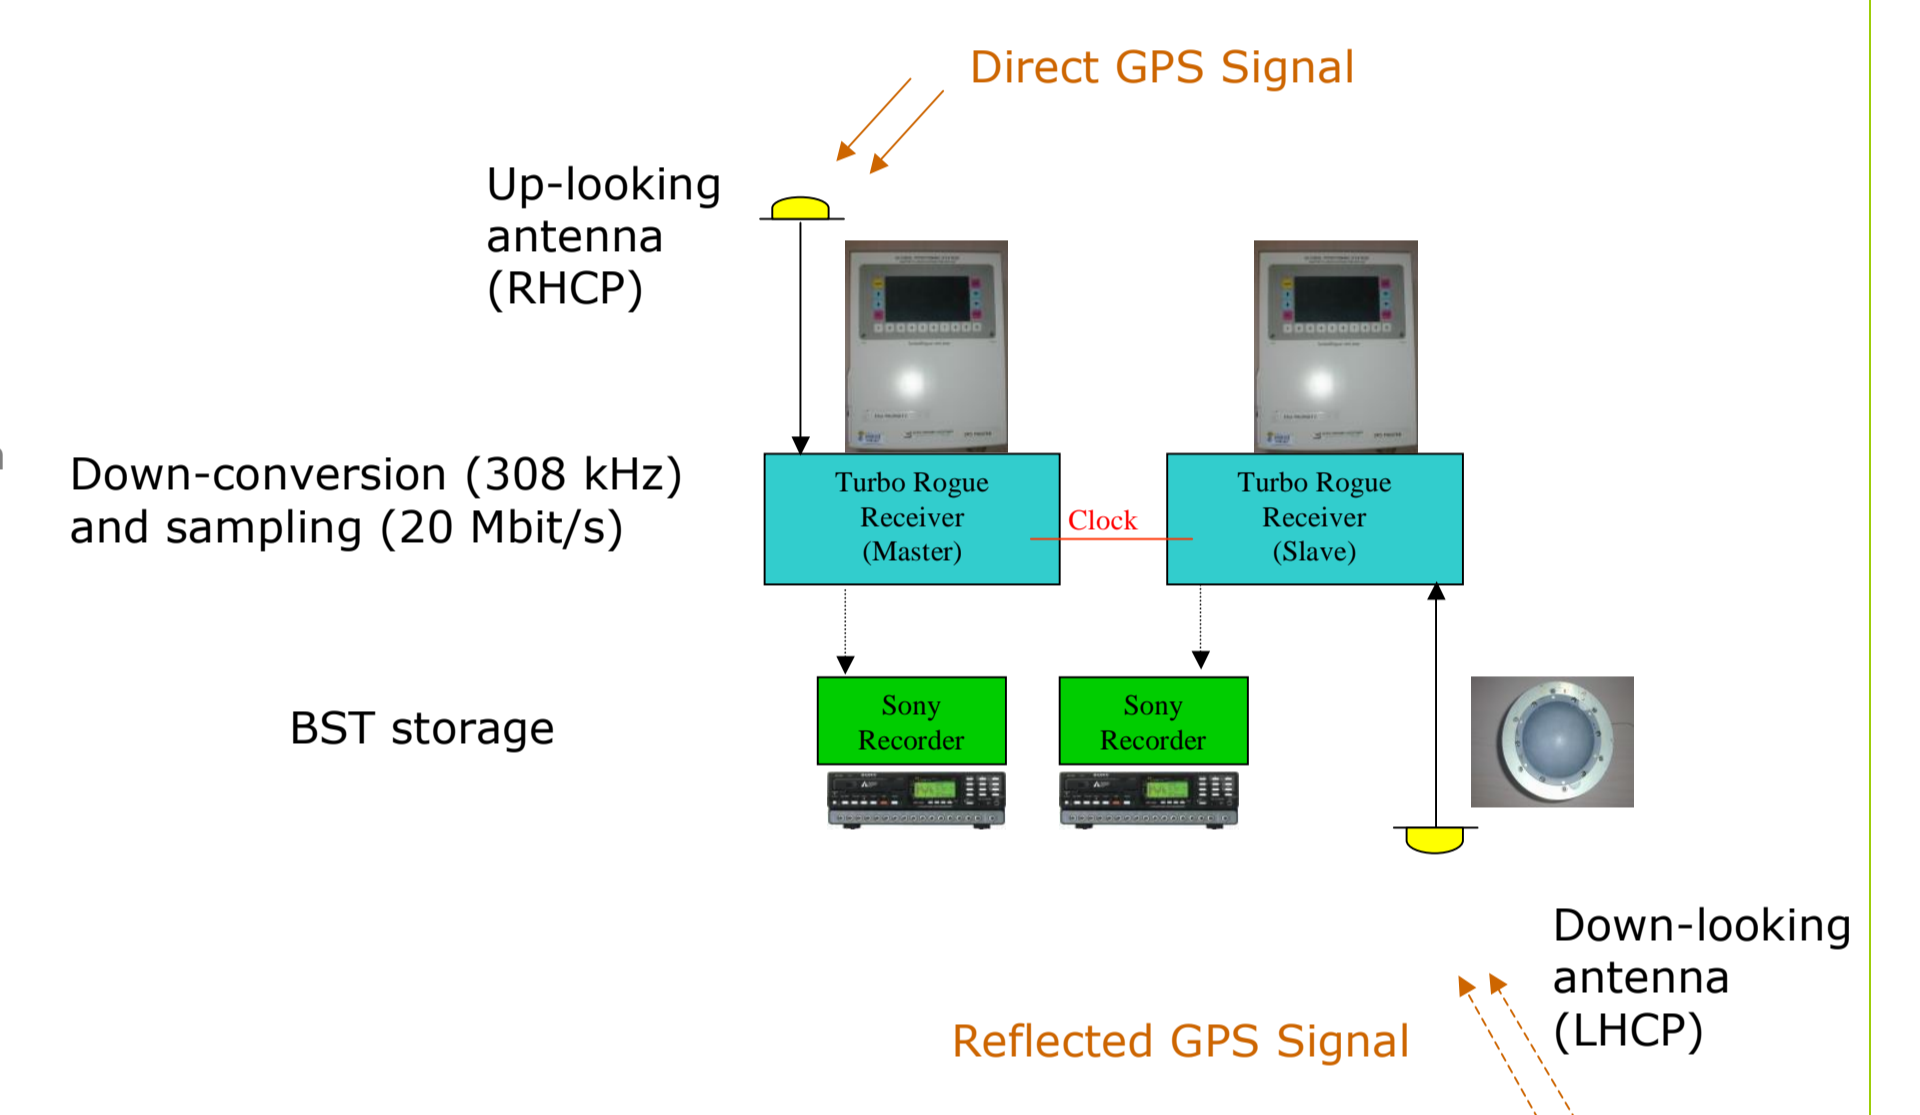 Direct GPS Signal
Up-looking
antenna
(RHCP)
Down-conversion (308 kHz)
and sampling (20 Mbit/s)
Turbo Rogue
Receiver
(Master)
Clock
Turbo Rogue
Receiver
(Slave)
BST storage
Sony
Recorder
Sony
Recorder
Down-looking
antenna
(LHCP)
Reflected GPS Signal